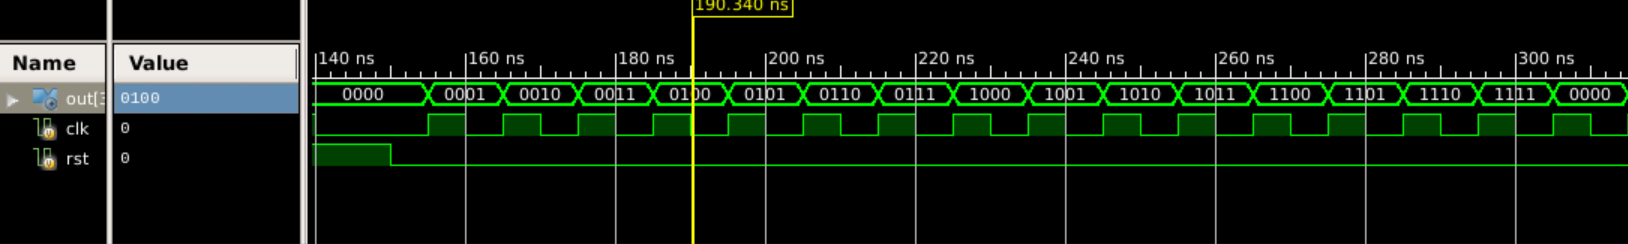 190.340 ns
Name Value
140 ns 160 ns 180 ns 200 ns 220 ns 240 ns 260 ns 280 ns 300 ns
out[3 0100 0000 0001 0010 0011 0100 0101 0110 0111 1000 1001 1010 1011 1100 1101 1110 1111 0000
clk 0
rst 0